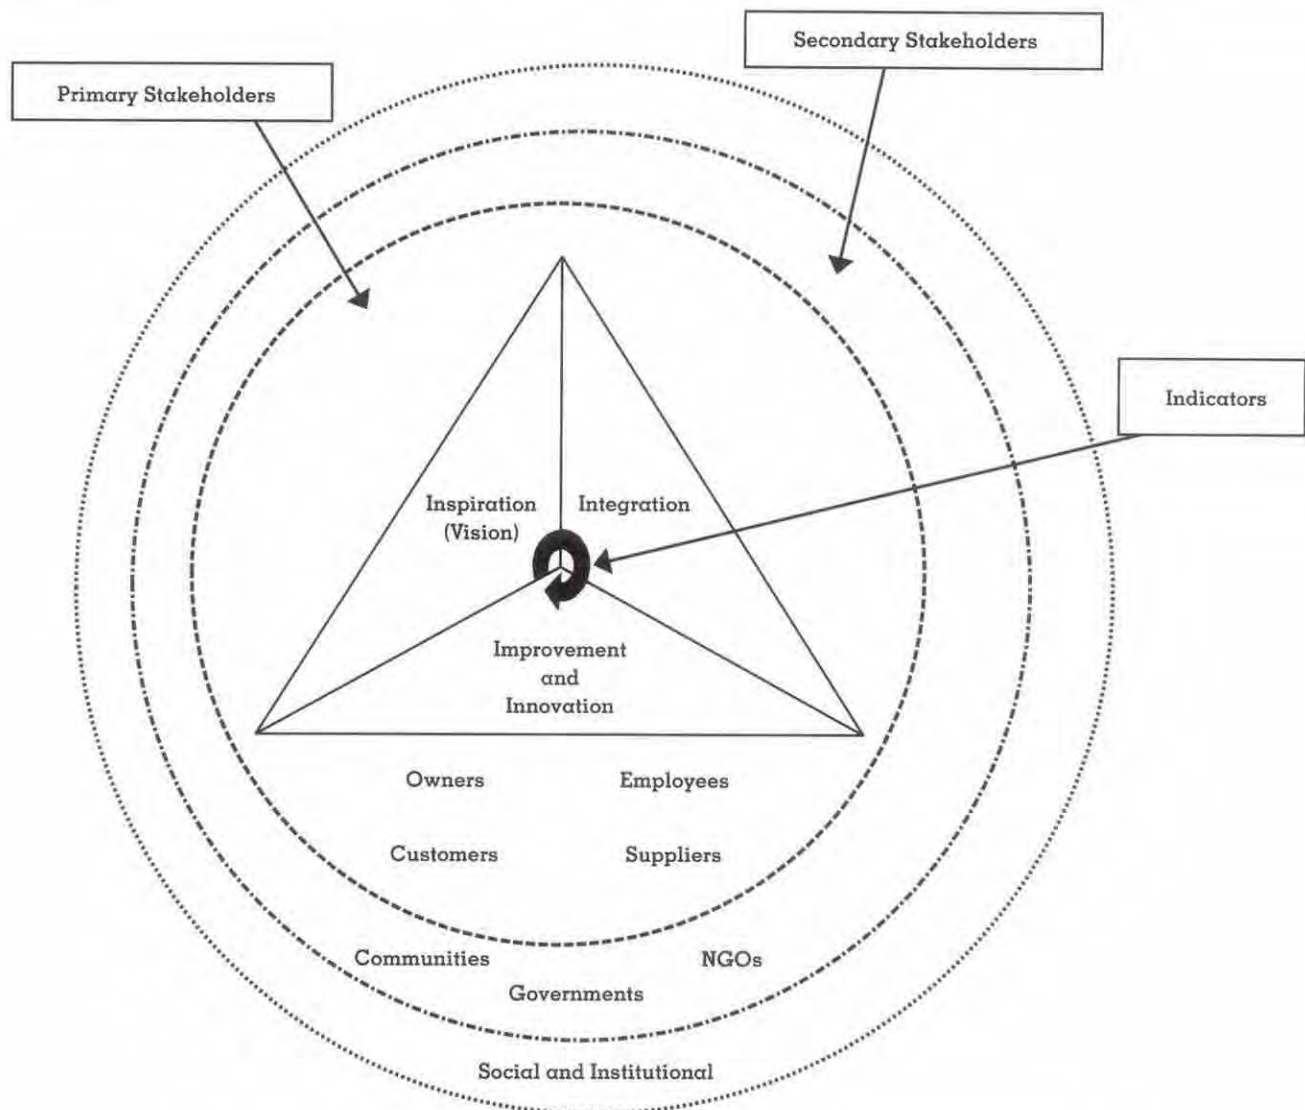 Secondary Stakeholders
Primary Stakeholders
Indicators
Inspiration
(Vision)
Integration
Improvement
and
Innovation
Owners
Employees
Customers
Suppliers
Communities
NGOs
Governments
Social and Institutional